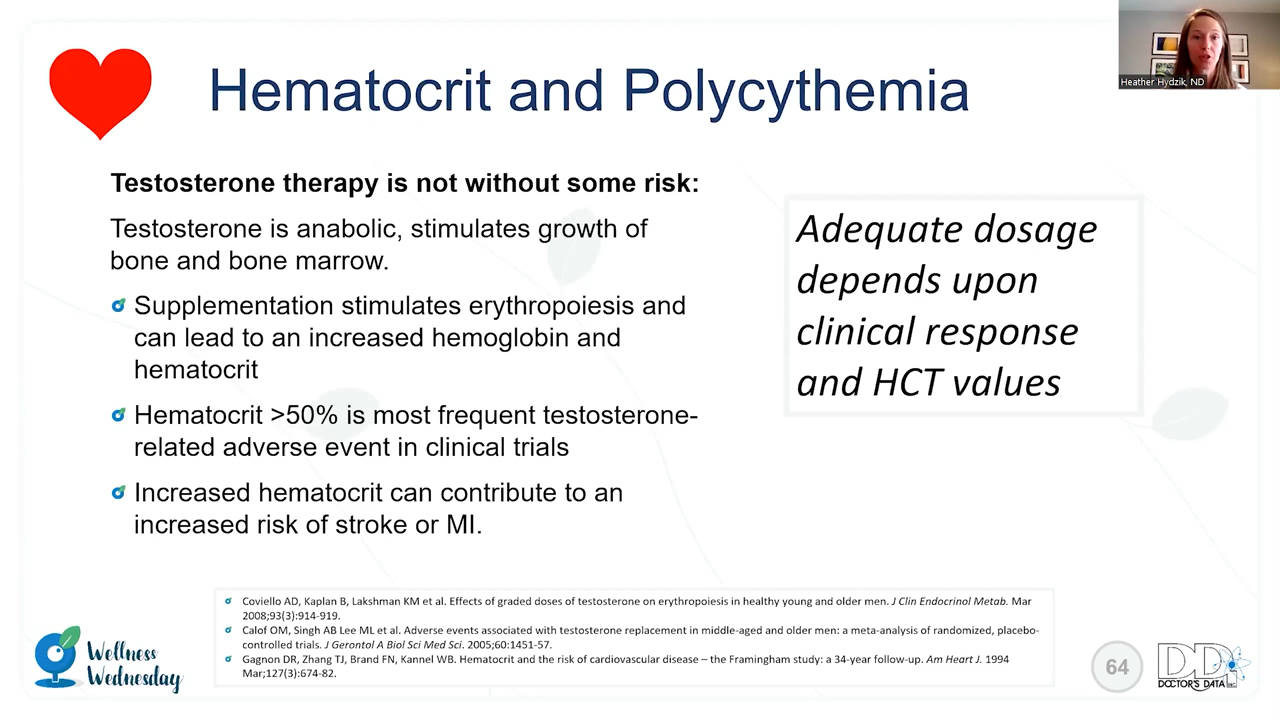 Hematocrit and Polycythemia
Heather Hydzik, ND
Testosterone therapy is not without some risk:
Testosterone is anabolic, stimulates growth of
bone and bone marrow.
Supplementation stimulates erythropoiesis and
can lead to an increased hemoglobin and
hematocrit
Hematocrit >50% is most frequent testosterone-
related adverse event in clinical trials
Increased hematocrit can contribute to an
increased risk of stroke or MI.
Adequate dosage
depends upon
clinical response
and HCT values
Coviello AD, Kaplan B, Lakshman KM et al. Effects of graded doses of testosterone on erythropoiesis in healthy young and older men. J Clin Endocrinol Metab. Mar
2008;93(3):914-919.
Calof OM, Singh AB Lee ML et al. Adverse events associated with testosterone replacement in middle-aged and older men: a meta-analysis of randomized, placebo-
controlled trials. J Gerontol A Biol Sci Med Sci. 2005;60:1451-57.
Gagnon DR, Zhang TJ, Brand FN, Kannel WB. Hematocrit and the risk of cardiovascular disease – the Framingham study: a 34-year follow-up. Am Heart J. 1994
Mar;127(3):674-82.
Wellness
Wednesday
64
DDI
DOCTOR'S DATA INC.